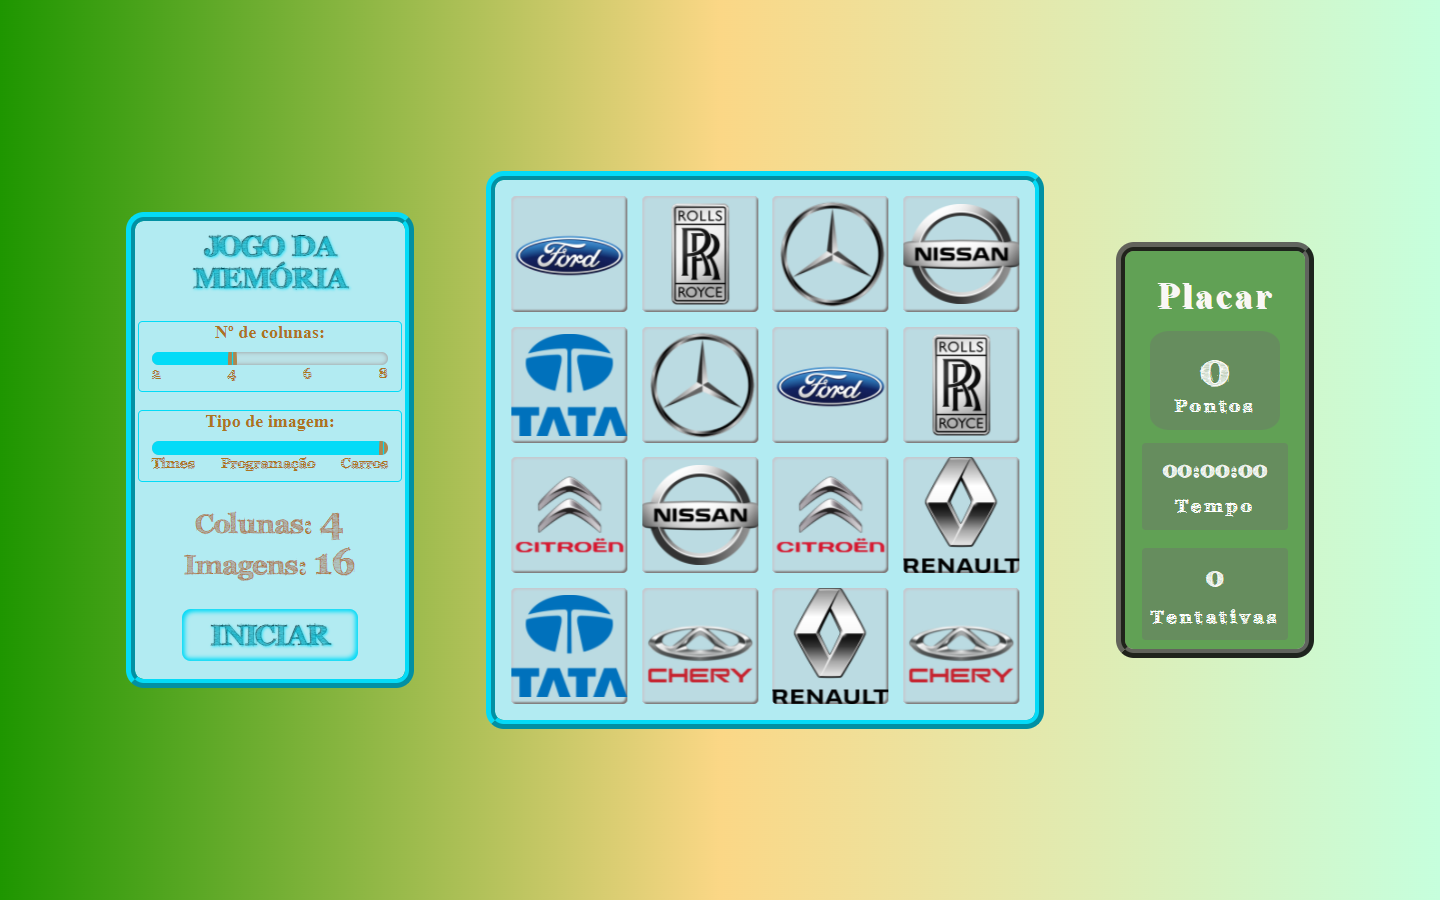 JOGO DA
MEMÓRIA
Nº de colunas:
2 4 6 8
Tipo de imagem:
Times Programação Carros
Colunas: 4
Imagens: 16
INICIAR
Ford
ROLLS
RR
ROYCE
NISSAN
TATA
Ford
ROLLS
RR
ROYCE
CITROËN
NISSAN
CITROËN
RENAULT
TATA
CHERY
RENAULT
CHERY
Placar
0
Pontos
00:00:00
Tempo
0
Tentativas